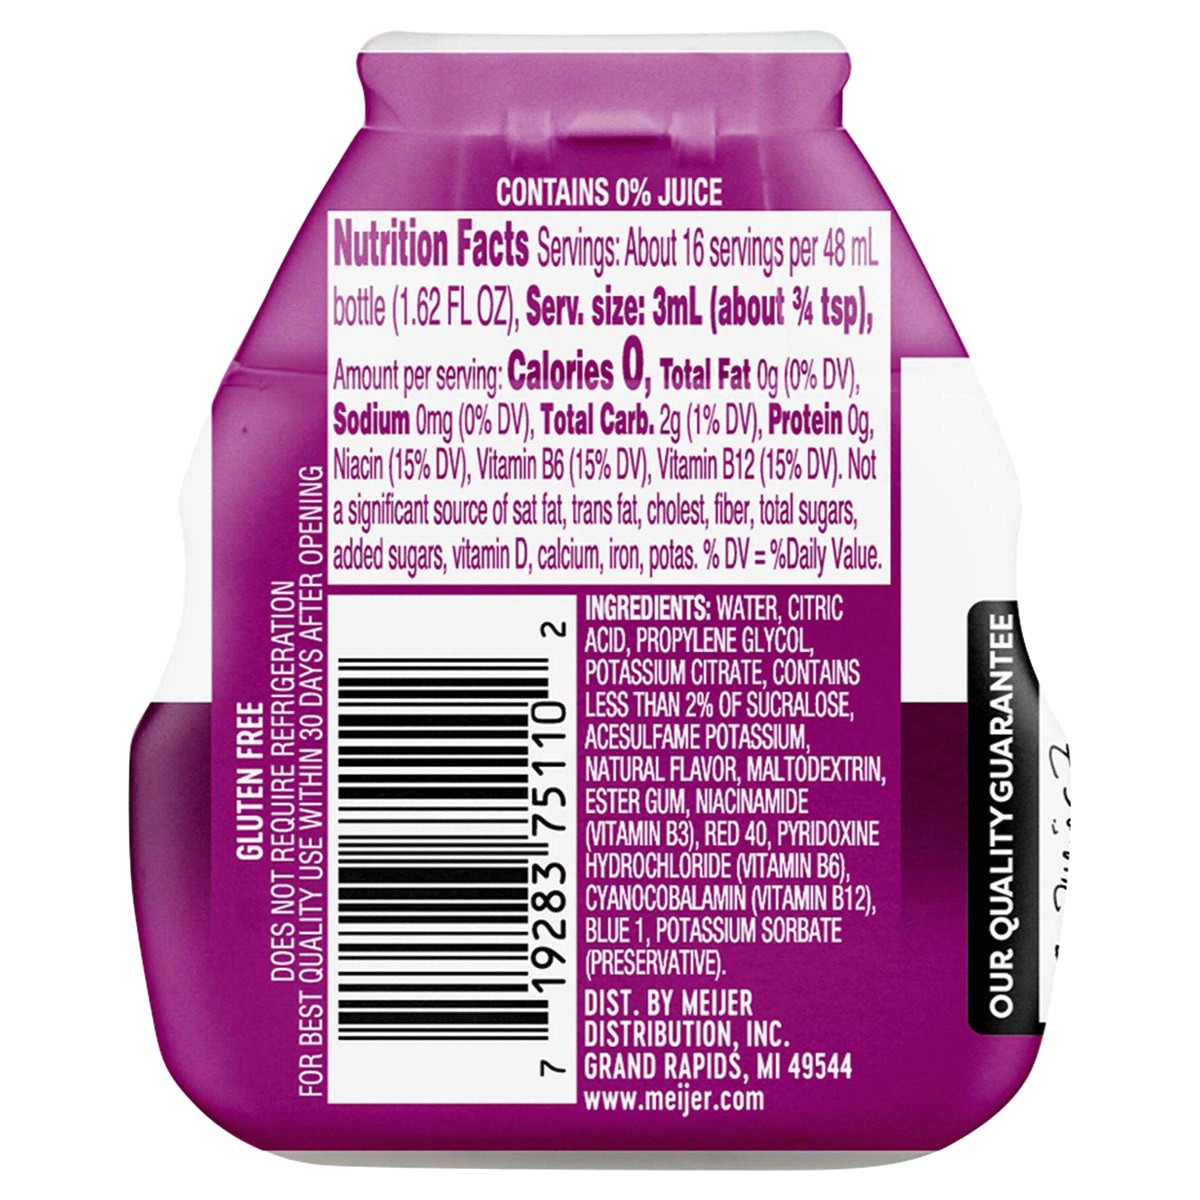 CONTAINS 0% JUICE
Nutrition Facts Servings: About 16 servings per 48 mL
bottle (1.62 FL OZ), Serv. size: 3mL (about ¾ tsp),
Amount per serving: Calories 0, Total Fat 0g (0% DV),
Sodium 0mg (0% DV), Total Carb. 2g (1% DV), Protein 0g,
Niacin (15% DV), Vitamin B6 (15% DV), Vitamin B12 (15% DV). Not
a significant source of sat fat, trans fat, cholest, fiber, total sugars,
added sugars, vitamin D, calcium, iron, potas. % DV = %Daily Value.
GLUTEN FREE
DOES NOT REQUIRE REFRIGERATION
FOR BEST QUALITY USE WITHIN 30 DAYS AFTER OPENING
7 19283 75110 2
INGREDIENTS: WATER, CITRIC
ACID, PROPYLENE GLYCOL,
POTASSIUM CITRATE, CONTAINS
LESS THAN 2% OF SUCRALOSE,
ACESULFAME POTASSIUM,
NATURAL FLAVOR, MALTODEXTRIN,
ESTER GUM, NIACINAMIDE
(VITAMIN B3), RED 40, PYRIDOXINE
HYDROCHLORIDE (VITAMIN B6),
CYANOCOBALAMIN (VITAMIN B12),
BLUE 1, POTASSIUM SORBATE
(PRESERVATIVE).
DIST. BY MEIJER
DISTRIBUTION, INC.
GRAND RAPIDS, MI 49544
www.meijer.com
OUR QUALITY GUARANTEE